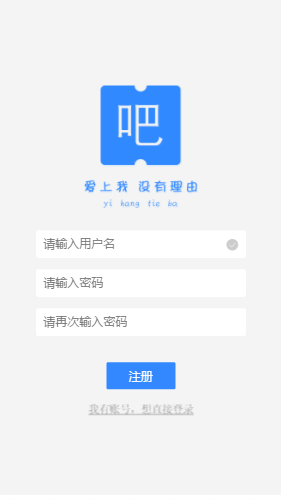 吧
爱上我 没有理由
yi kang tie ba
请输入用户名
请输入密码
请再次输入密码
注册
我有账号，想直接登录